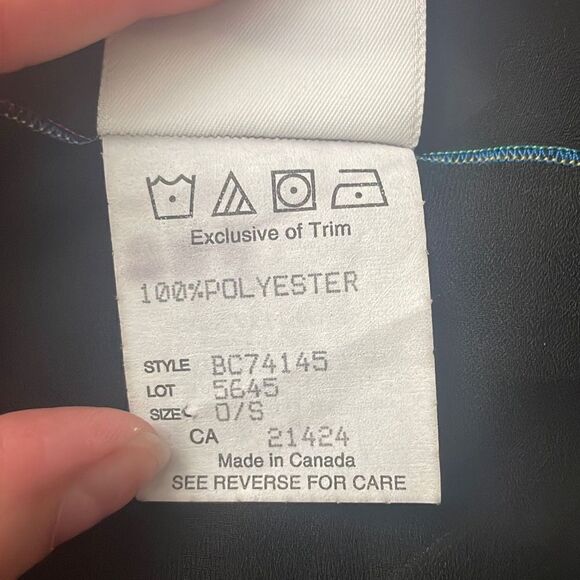 Exclusive of Trim
100%POLYESTER
STYLE BC74145
LOT 5645
SIZE O/S
CA 21424
Made in Canada
SEE REVERSE FOR CARE